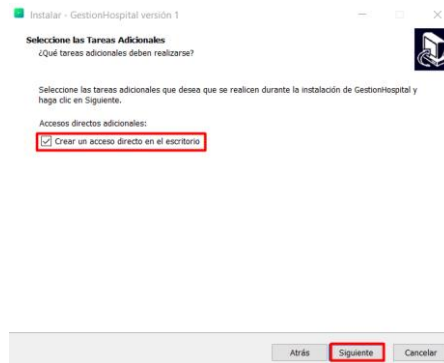 Instalar - GestionHospital versión 1
Seleccione las Tareas Adicionales
¿Qué tareas adicionales deben realizarse?
Seleccione las tareas adicionales que desea que se realicen durante la instalación de GestionHospital y
haga clic en Siguiente.
Accesos directos adicionales:
Crear un acceso directo en el escritorio
Atrás
Siguiente
Cancelar